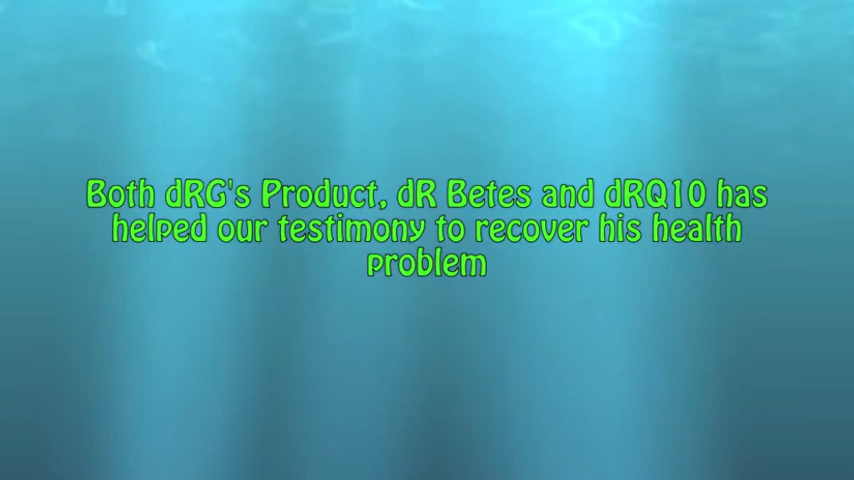 Both dRG's Product, dR Betes and dRQ10 has
helped our testimony to recover his health
problem